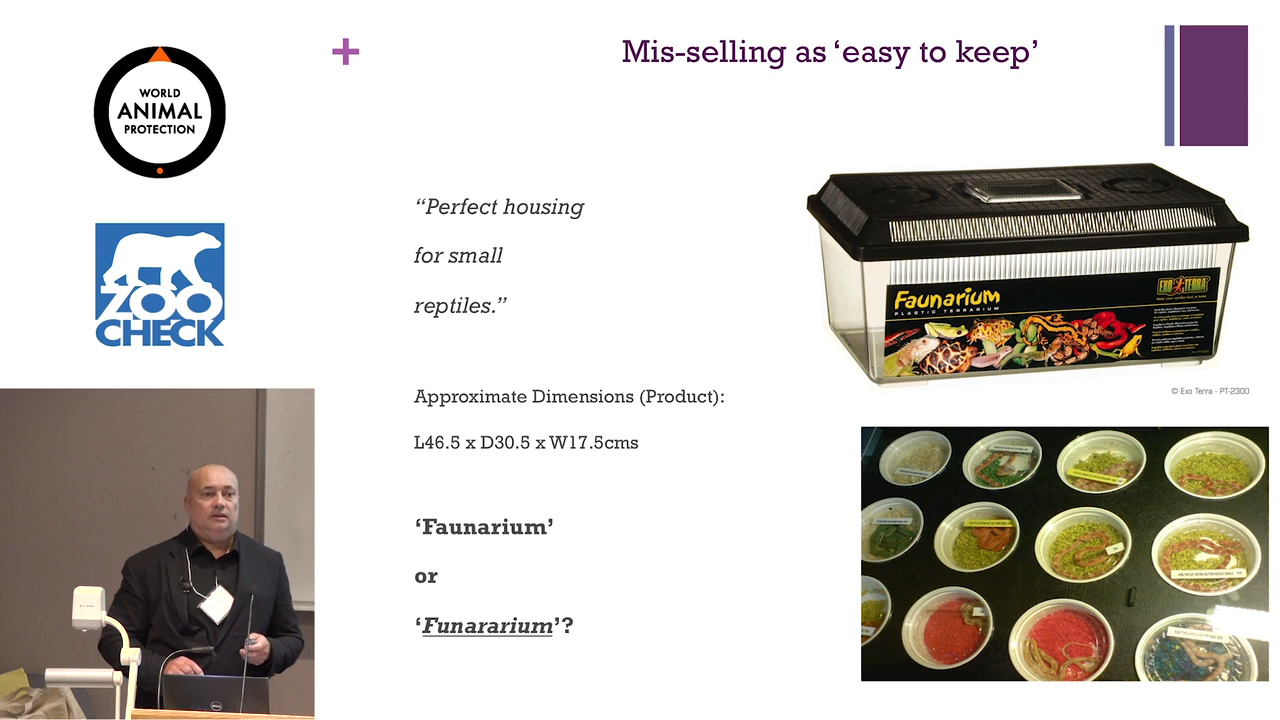 WORLD
ANIMAL
PROTECTION
ZOO
CHECK
+
Mis-selling as ‘easy to keep’
“Perfect housing
for small
reptiles.”
Approximate Dimensions (Product):
L46.5 x D30.5 x W17.5cms
‘Faunarium’
or
‘Funararium’?
Faunarium
PLASTIC TERRARIUM
EXO TERRA
© Exo Terra - PT-2300
DELL